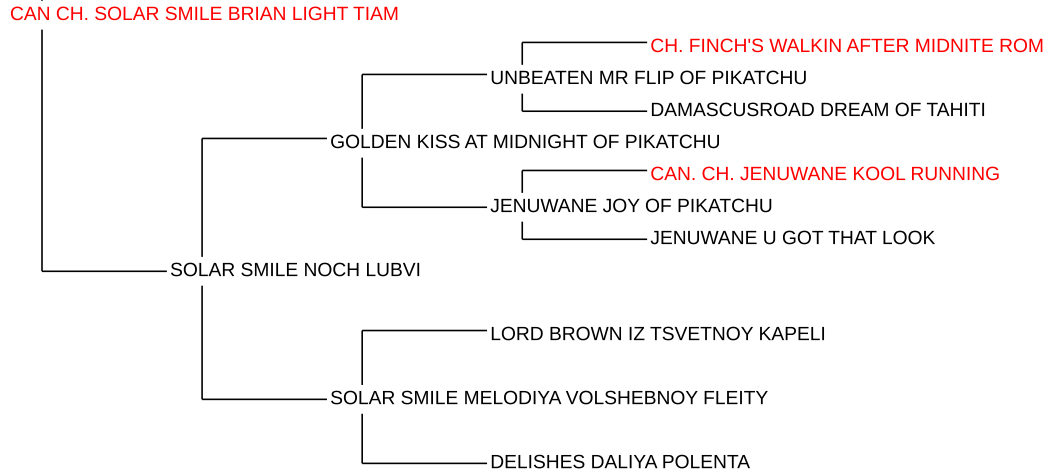 CAN CH. SOLAR SMILE BRIAN LIGHT TIAM
CH. FINCH'S WALKIN AFTER MIDNITE ROM
UNBEATEN MR FLIP OF PIKATCHU
DAMASCUSROAD DREAM OF TAHITI
GOLDEN KISS AT MIDNIGHT OF PIKATCHU
CAN. CH. JENUWANE KOOL RUNNING
JENUWANE JOY OF PIKATCHU
JENUWANE U GOT THAT LOOK
SOLAR SMILE NOCH LUBVI
LORD BROWN IZ TSVETNOY KAPELI
SOLAR SMILE MELODIYA VOLSHEBNOY FLEITY
DELISHES DALIYA POLENTA